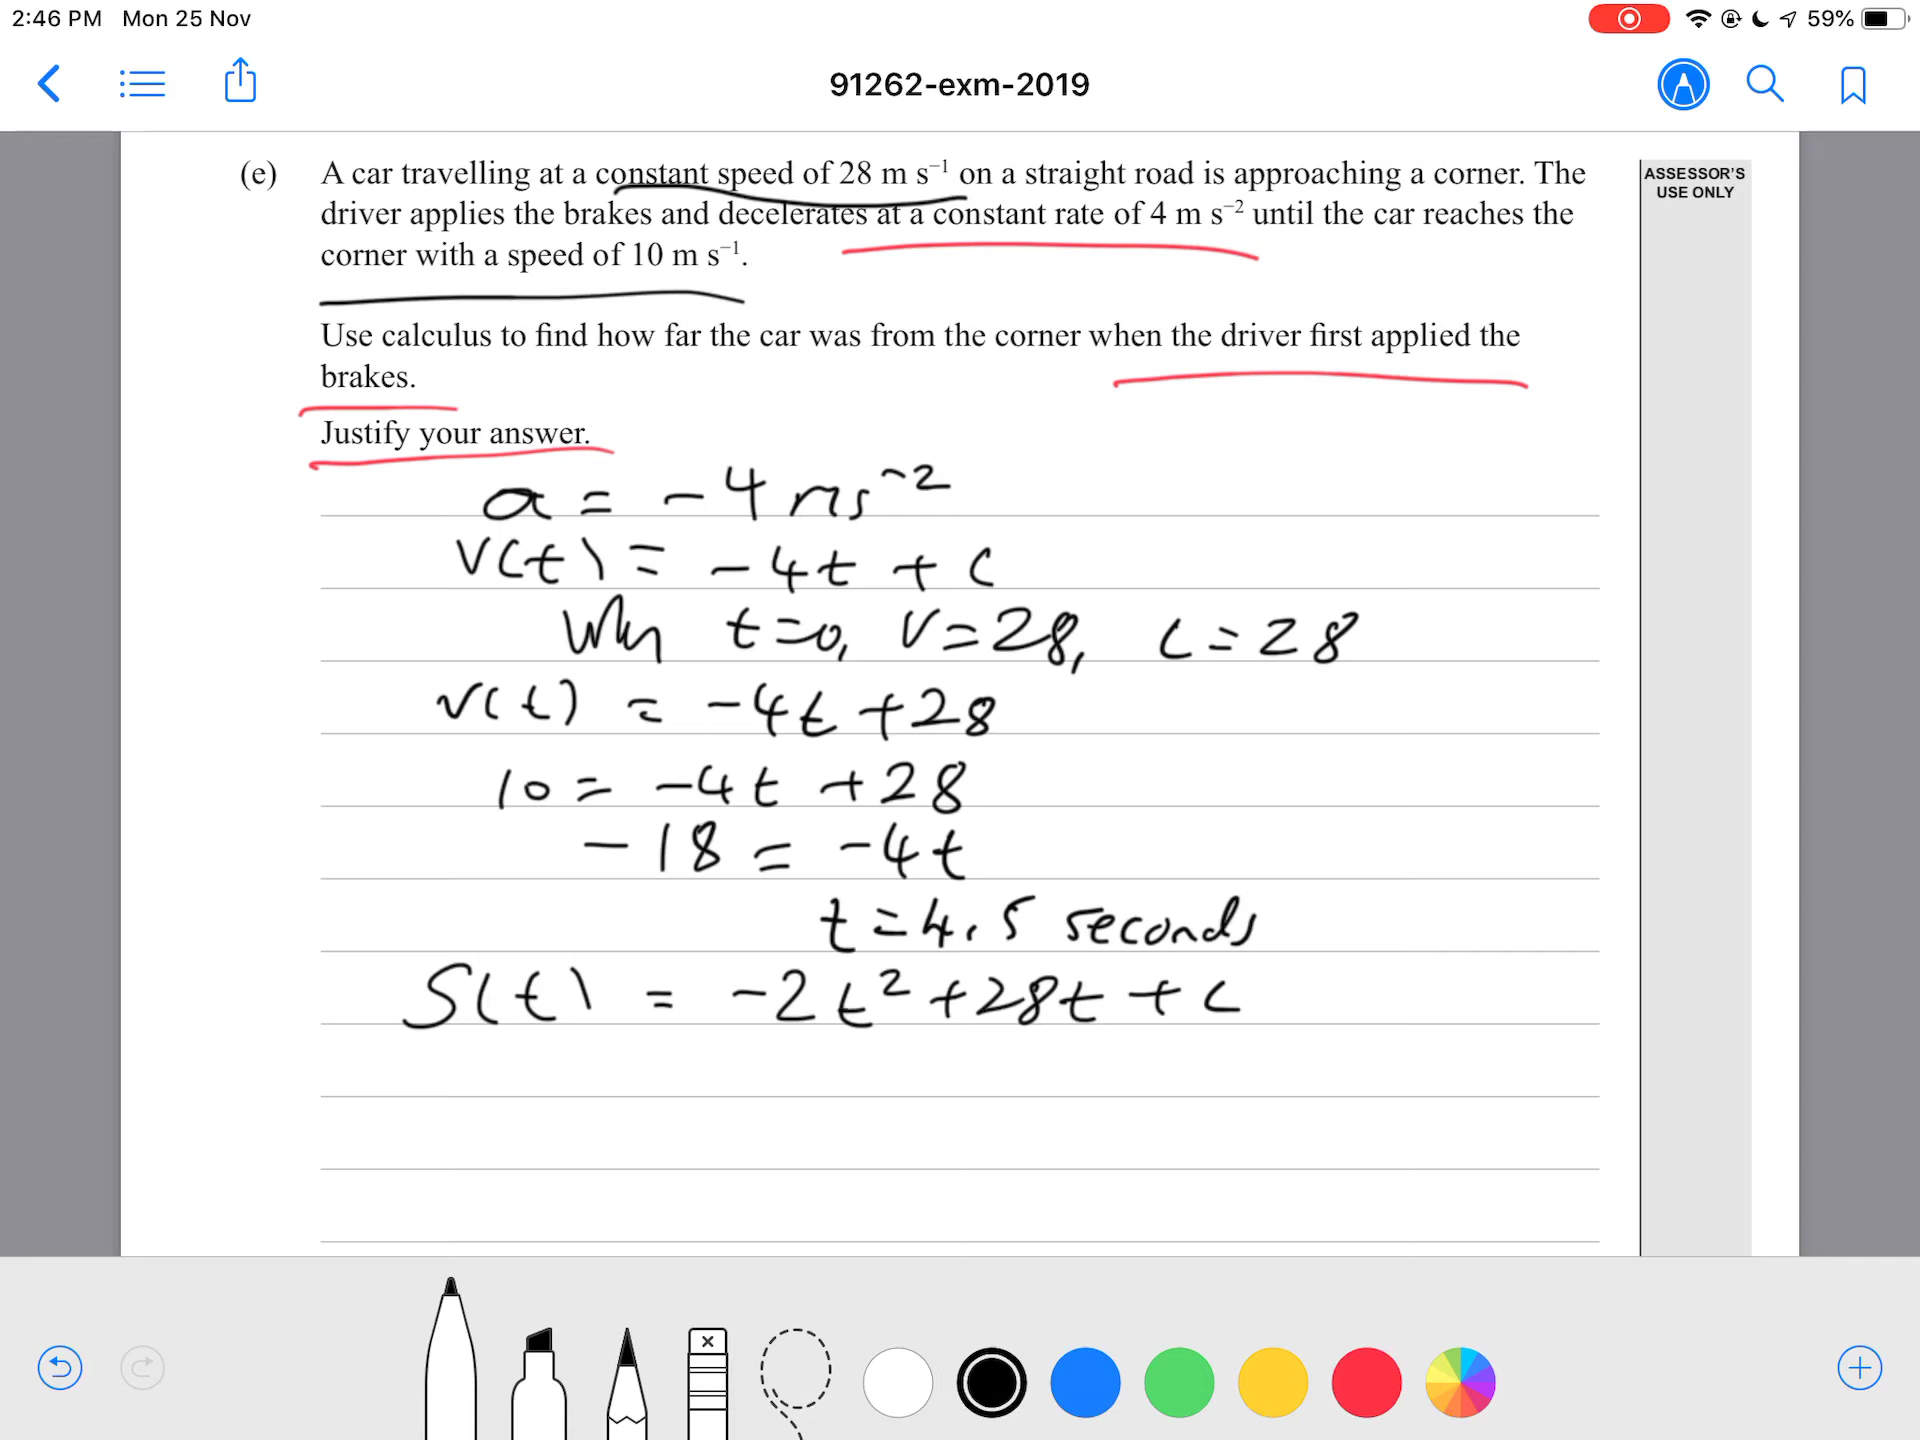 2:46 PM Mon 25 Nov 59%
91262-exm-2019
(e) A car travelling at a constant speed of 28 m s⁻¹ on a straight road is approaching a corner. The
driver applies the brakes and decelerates at a constant rate of 4 m s⁻² until the car reaches the
corner with a speed of 10 m s⁻¹.
Use calculus to find how far the car was from the corner when the driver first applied the
brakes.
Justify your answer.
ASSESSOR'S
USE ONLY
a = -4 ms⁻²
v(t) = -4t + c
When t=0, v=28, c=28
v(t) = -4t +28
10 = -4t +28
-18 = -4t
t=4.5 seconds
S(t) = -2t² +28t + c